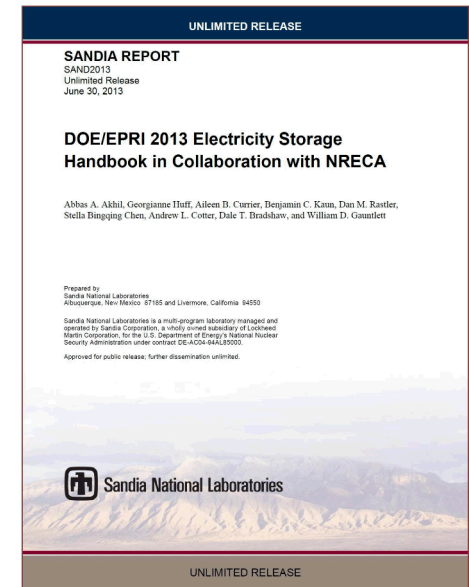 UNLIMITED RELEASE
SANDIA REPORT
SAND2013
Unlimited Release
June 30, 2013
DOE/EPRI 2013 Electricity Storage
Handbook in Collaboration with NRECA
Abbas A. Akhil, Georgianne Huff, Aileen B. Currier, Benjamin C. Kaun, Dan M. Rastler,
Stella Bingqing Chen, Andrew L. Cotter, Dale T. Bradshaw, and William D. Gauntlett
Prepared by
Sandia National Laboratories
Albuquerque, New Mexico 87185 and Livermore, California 94550
Sandia National Laboratories is a multi-program laboratory managed and
operated by Sandia Corporation, a wholly owned subsidiary of Lockheed
Martin Corporation, for the U.S. Department of Energy's National Nuclear
Security Administration under contract DE-AC04-94AL85000.
Approved for public release; further dissemination unlimited.
Sandia National Laboratories
UNLIMITED RELEASE